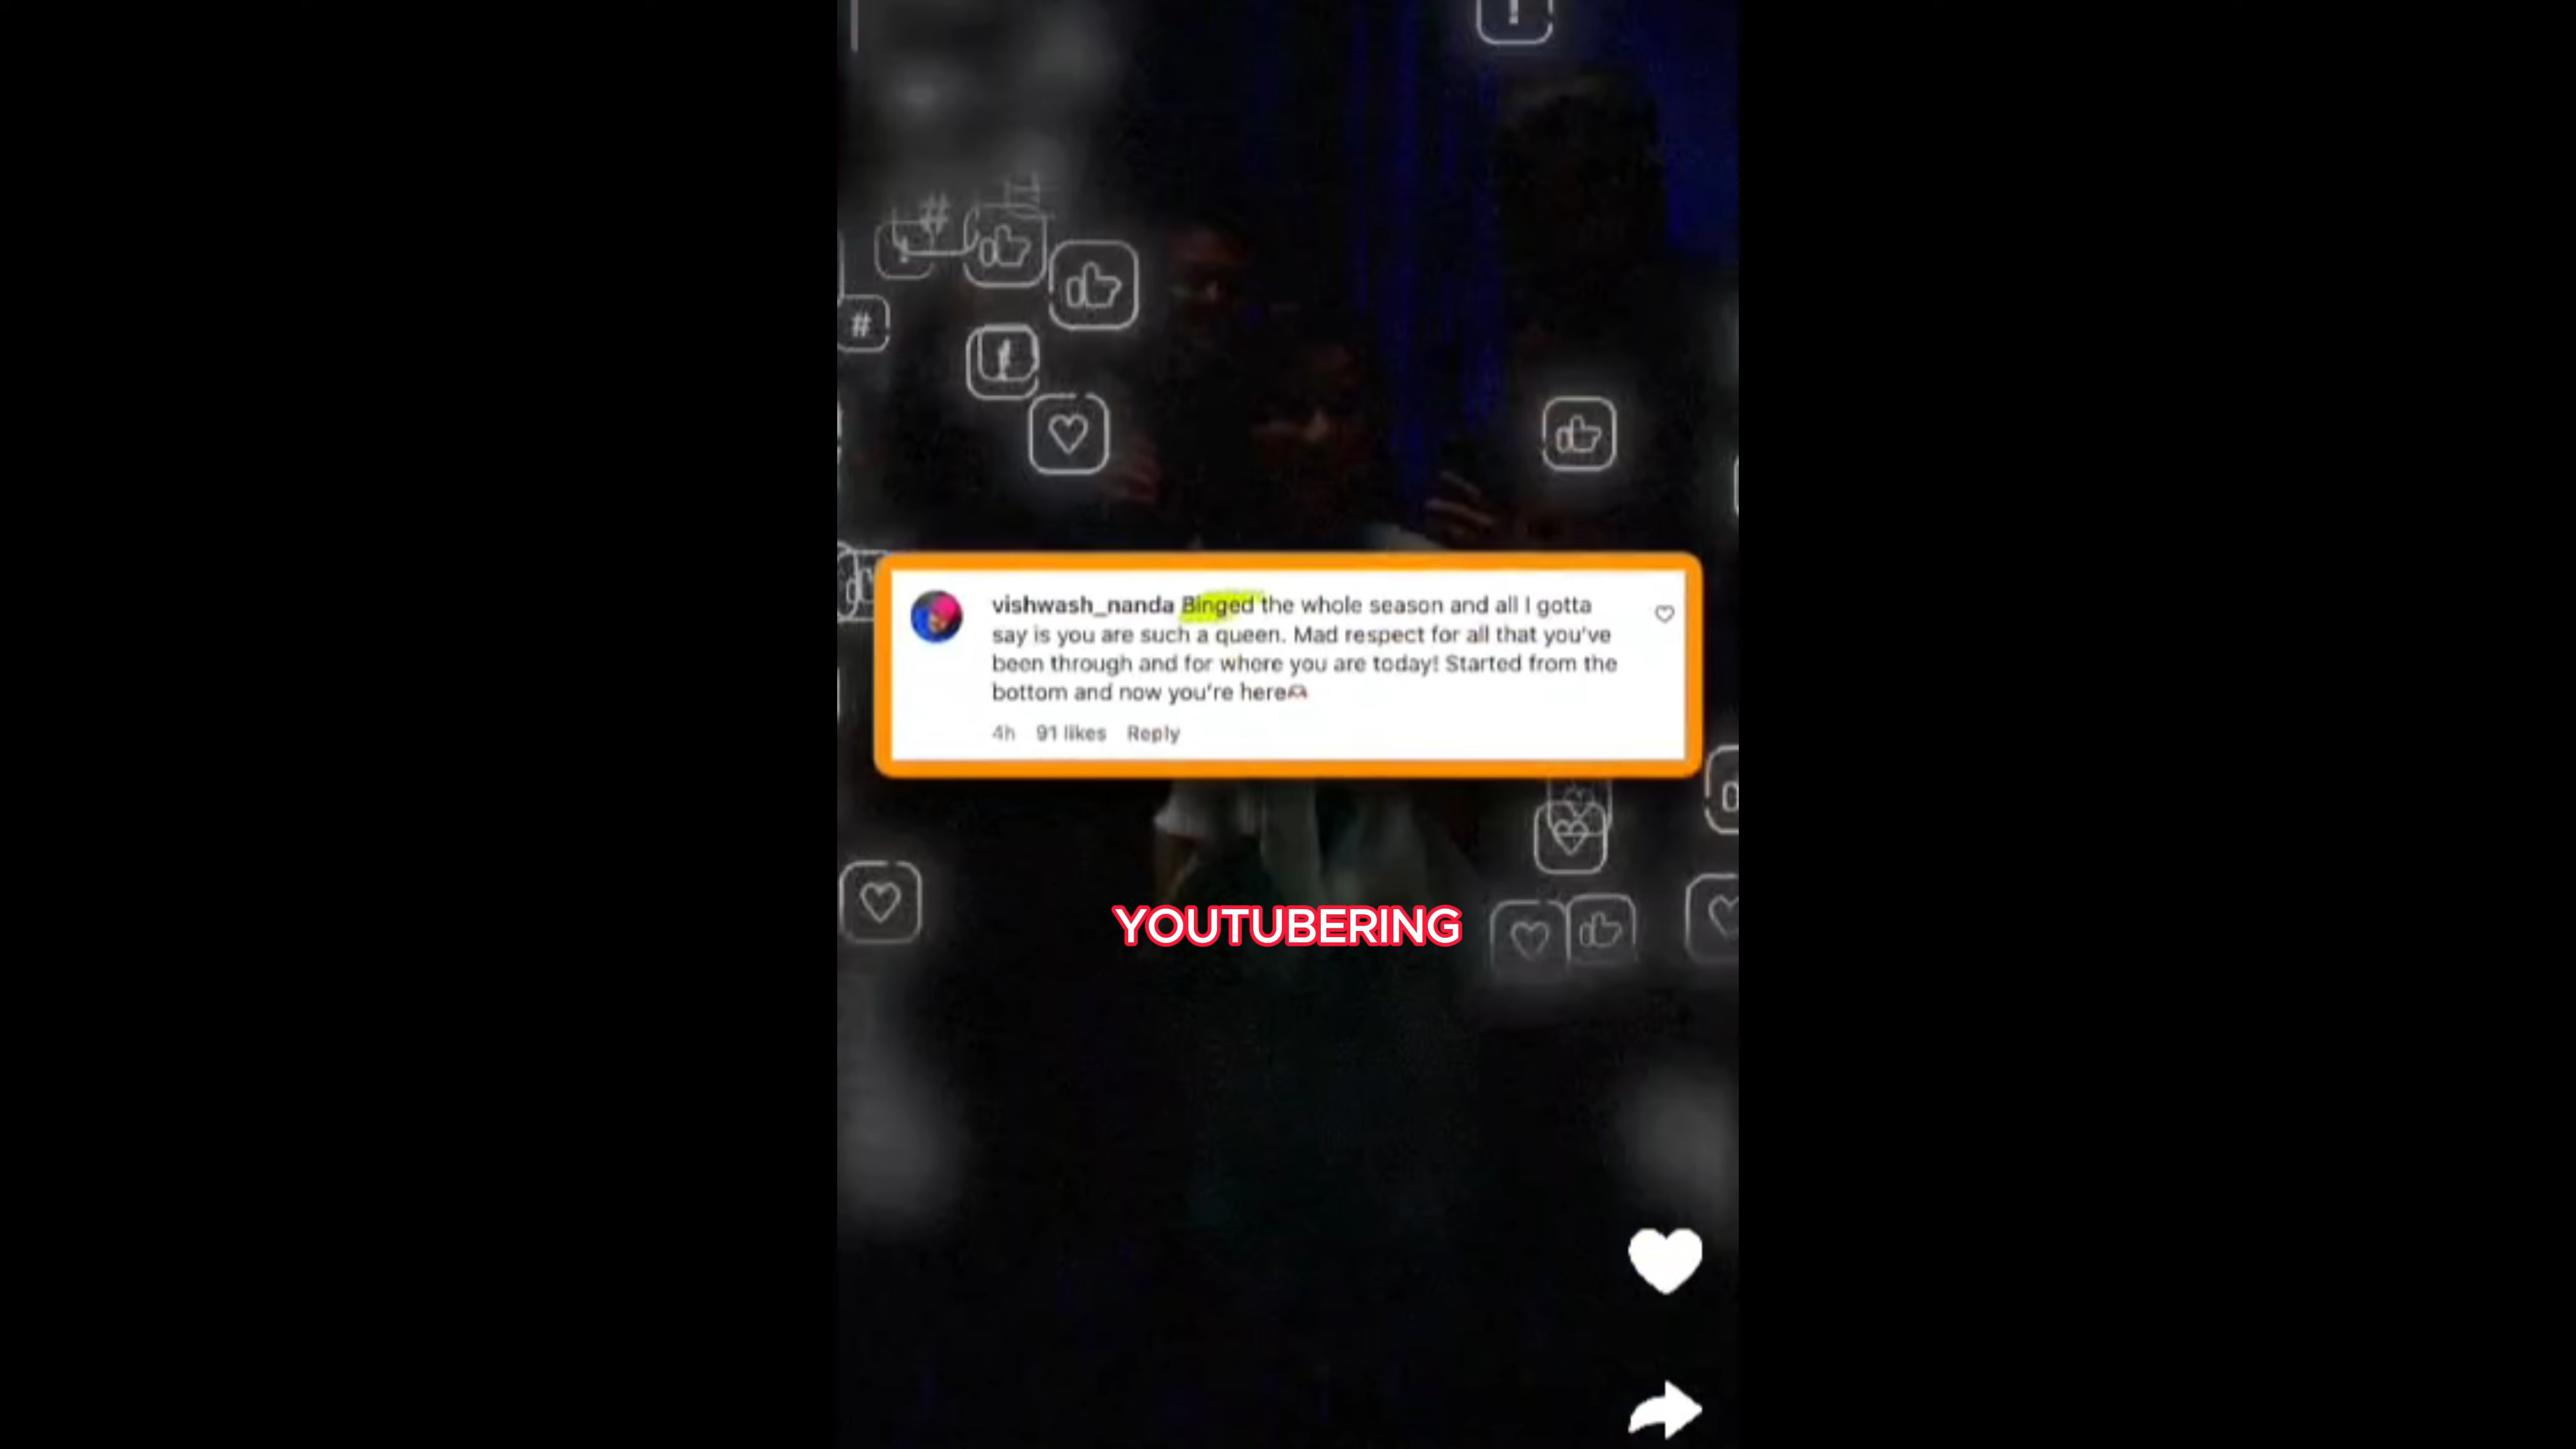 vishwash_nanda Binged the whole season and all I gotta
say is you are such a queen. Mad respect for all that you've
been through and for where you are today! Started from the
bottom and now you're here🫶🏽
4h 91 likes Reply
YOUTUBERING